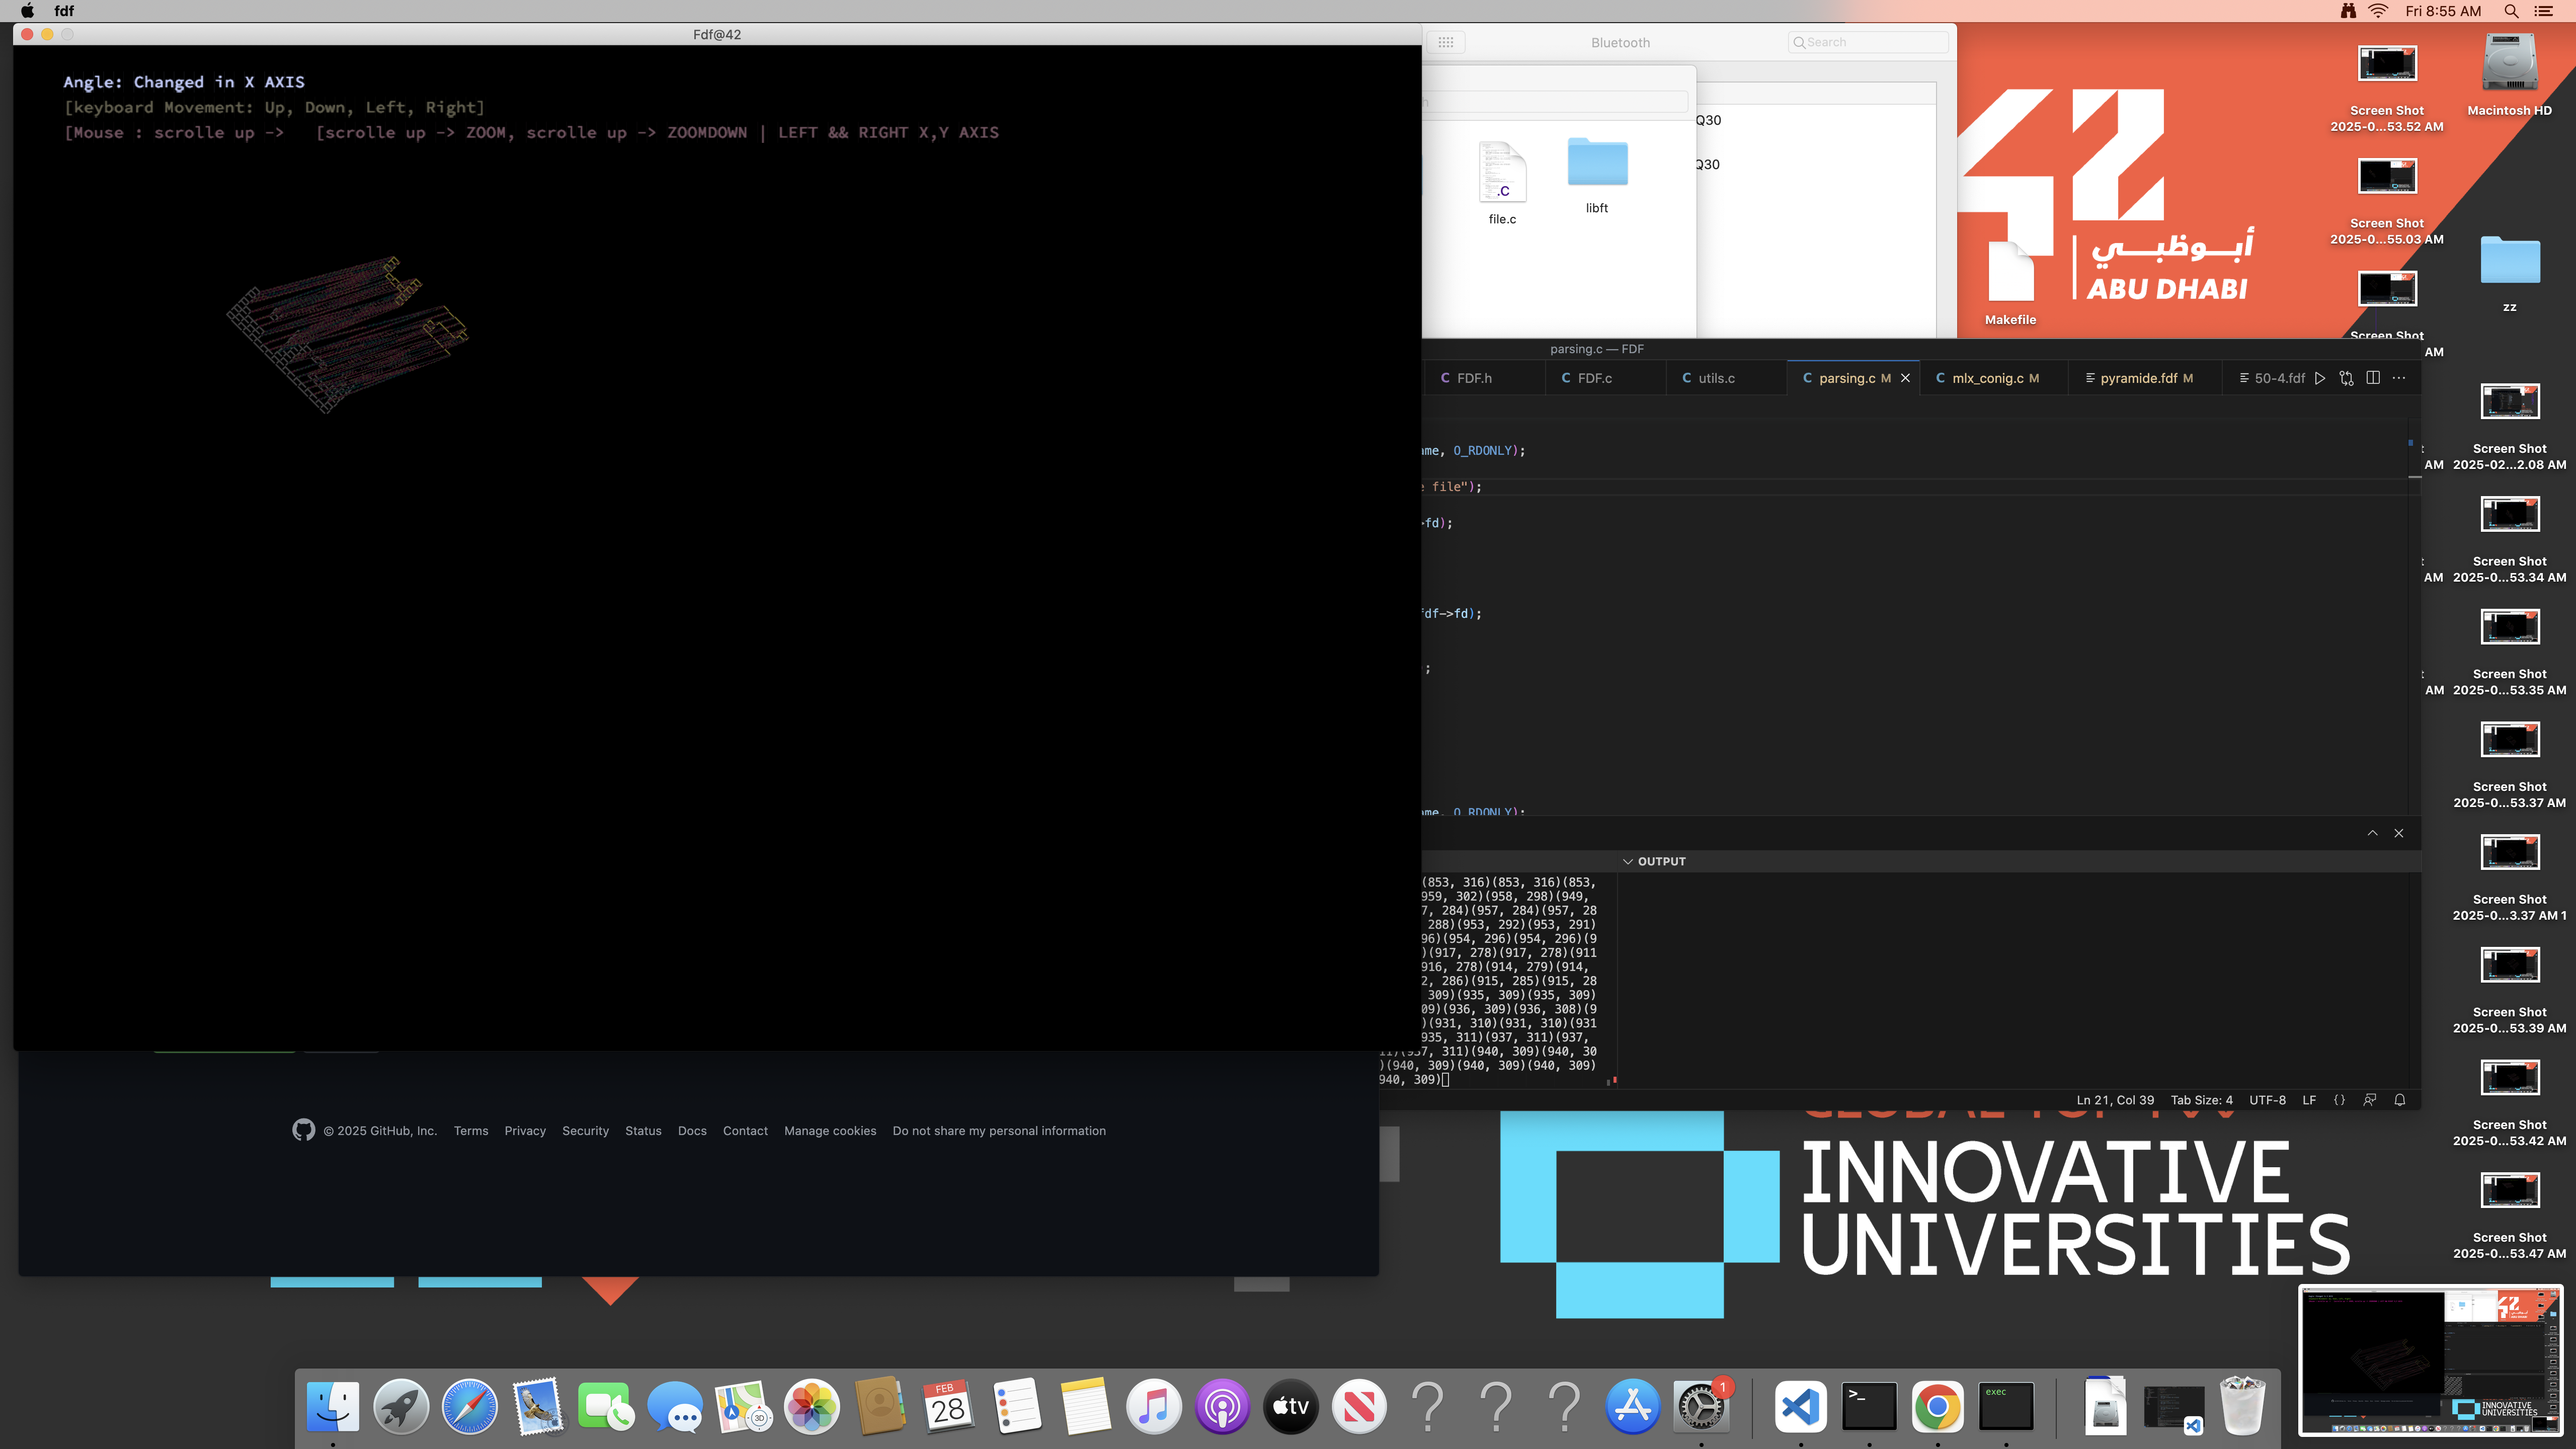 fdf
Fri 8:55 AM
Fdf@42
Angle: Changed in X AXIS
[keyboard Movement: Up, Down, Left, Right]
[Mouse : scrolle up -> [scrolle up -> ZOOM, scrolle up -> ZOOMDOWN | LEFT && RIGHT X,Y AXIS
Bluetooth
Search
Q30
Q30
.C
file.c
libft
42
أبـوظبـــي
ABU DHABI
Makefile
Screen Shot
2025-0...53.52 AM
Macintosh HD
Screen Shot
2025-0...55.03 AM
zz
Screen Shot
AM
Screen Shot
AM 2025-02...2.08 AM
Screen Shot
AM 2025-0...53.34 AM
Screen Shot
AM 2025-0...53.35 AM
Screen Shot
2025-0...53.37 AM
Screen Shot
2025-0...3.37 AM 1
Screen Shot
2025-0...53.39 AM
Screen Shot
2025-0...53.42 AM
Screen Shot
2025-0...53.47 AM
parsing.c — FDF
C FDF.h C FDF.c C utils.c C parsing.c M C mlx_conig.c M pyramide.fdf M 50-4.fdf
me, O_RDONLY);
file");
>fd);
df->fd);
;
me, O_RDONLY);
OUTPUT
(853, 316)(853, 316)(853,
959, 302)(958, 298)(949,
7, 284)(957, 284)(957, 28
288)(953, 292)(953, 291)
96)(954, 296)(954, 296)(9
)(917, 278)(917, 278)(911
916, 278)(914, 279)(914,
2, 286)(915, 285)(915, 28
309)(935, 309)(935, 309)
09)(936, 309)(936, 308)(9
)(931, 310)(931, 310)(931
935, 311)(937, 311)(937,
11)(937, 311)(940, 309)(940, 30
)(940, 309)(940, 309)(940, 309)
940, 309)
Ln 21, Col 39 Tab Size: 4 UTF-8 LF {}
© 2025 GitHub, Inc. Terms Privacy Security Status Docs Contact Manage cookies Do not share my personal information
INNOVATIVE
UNIVERSITIES
3D
FEB
28
tv
1
>_
exec